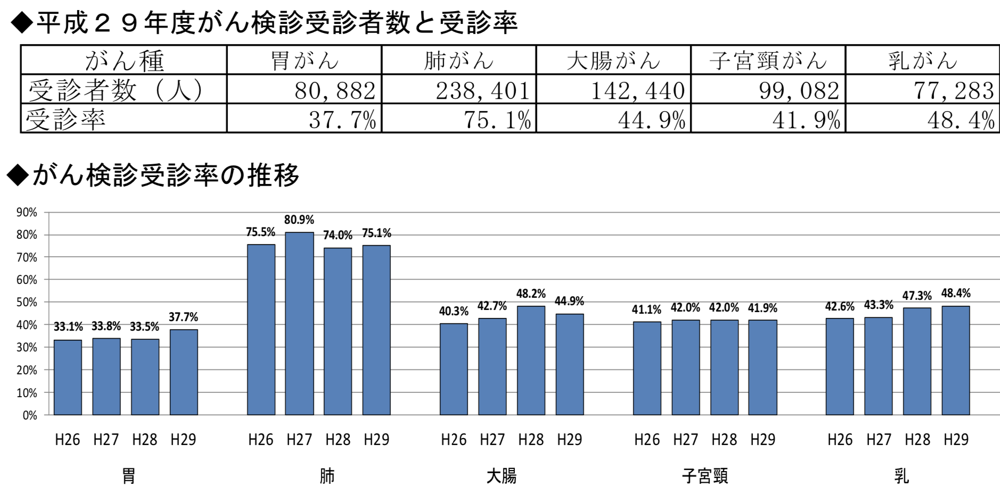 ◆平成２９年度がん検診受診者数と受診率
がん種 胃がん 肺がん 大腸がん 子宮頸がん 乳がん
受診者数（人） 80,882 238,401 142,440 99,082 77,283
受診率 37.7% 75.1% 44.9% 41.9% 48.4%
◆がん検診受診率の推移
90%
80%
70%
60%
50%
40%
30%
20%
10%
0%
33.1% 33.8% 33.5% 37.7% 75.5% 80.9% 74.0% 75.1% 40.3% 42.7% 48.2% 44.9% 41.1% 42.0% 42.0% 41.9% 42.6% 43.3% 47.3% 48.4%
H26 H27 H28 H29 H26 H27 H28 H29 H26 H27 H28 H29 H26 H27 H28 H29 H26 H27 H28 H29
胃 肺 大腸 子宮頸 乳